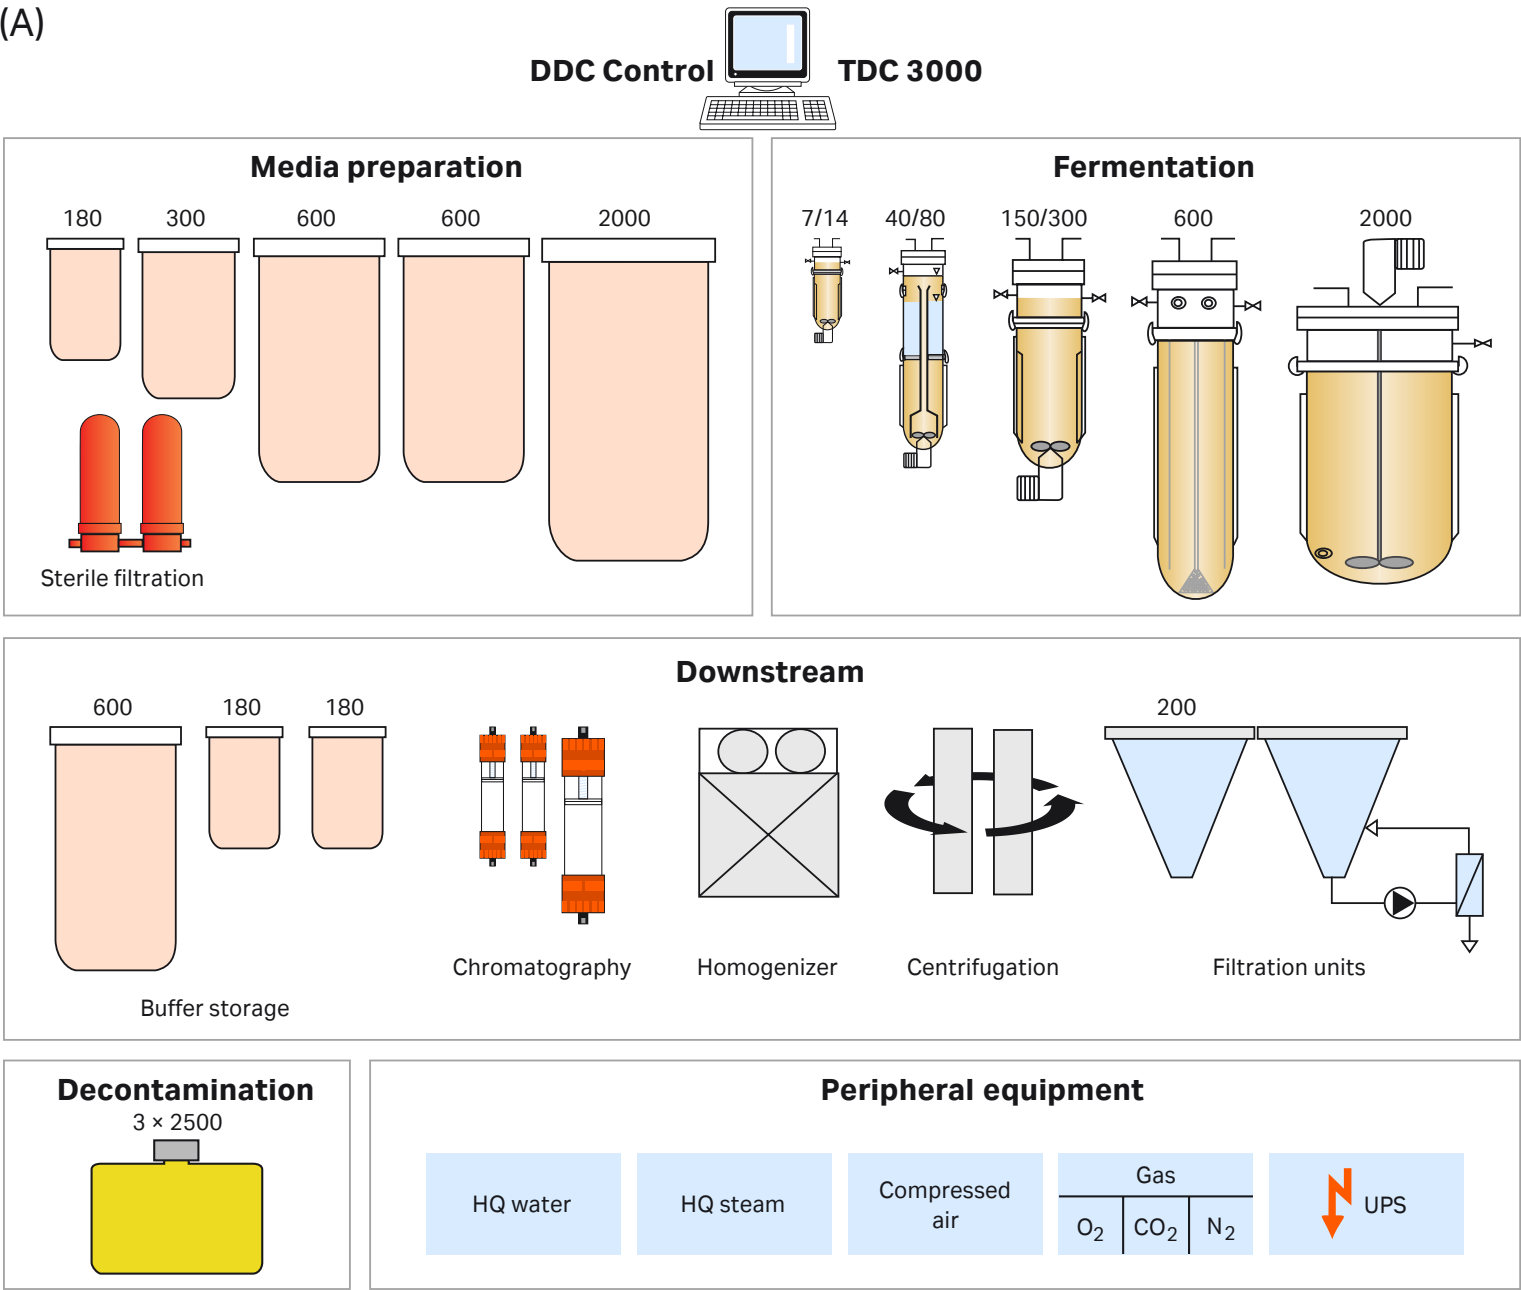 (A)
DDC Control TDC 3000
Media preparation
180 300 600 600 2000
Sterile filtration
Fermentation
7/14 40/80 150/300 600 2000
Downstream
600 180 180
Buffer storage
Chromatography
Homogenizer
Centrifugation
200
Filtration units
Decontamination
3 × 2500
Peripheral equipment
HQ water
HQ steam
Compressed
air
Gas
O2 CO2 N2
UPS